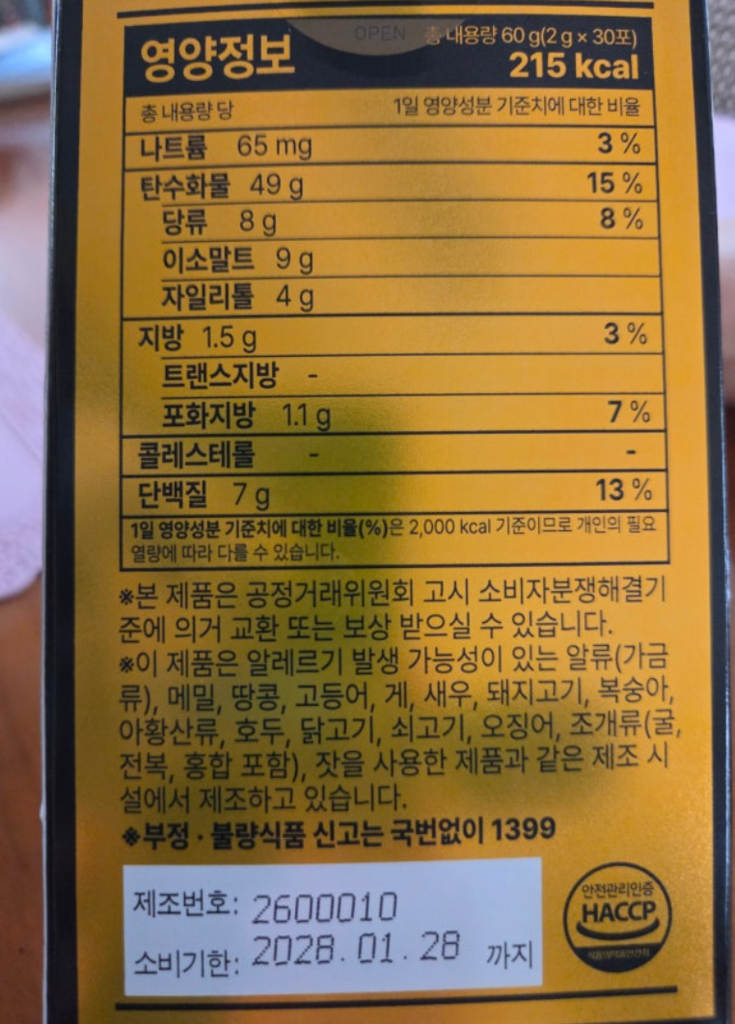 OPEN
영양정보
총 내용량 60 g(2 g × 30포)
215 kcal
총 내용량 당 1일 영양성분 기준치에 대한 비율
나트륨 65 mg 3 %
탄수화물 49 g 15 %
당류 8 g 8 %
이소말트 9 g
자일리톨 4 g
지방 1.5 g 3 %
트랜스지방 -
포화지방 1.1 g 7 %
콜레스테롤 - -
단백질 7 g 13 %
1일 영양성분 기준치에 대한 비율(%)은 2,000 kcal 기준이므로 개인의 필요
열량에 따라 다를 수 있습니다.
※본 제품은 공정거래위원회 고시 소비자분쟁해결기
준에 의거 교환 또는 보상 받으실 수 있습니다.
※이 제품은 알레르기 발생 가능성이 있는 알류(가금
류), 메밀, 땅콩, 고등어, 게, 새우, 돼지고기, 복숭아,
아황산류, 호두, 닭고기, 쇠고기, 오징어, 조개류(굴,
전복, 홍합 포함), 잣을 사용한 제품과 같은 제조 시
설에서 제조하고 있습니다.
※부정·불량식품 신고는 국번없이 1399
제조번호: 2600010
소비기한: 2028.01.28 까지
안전관리인증
HACCP